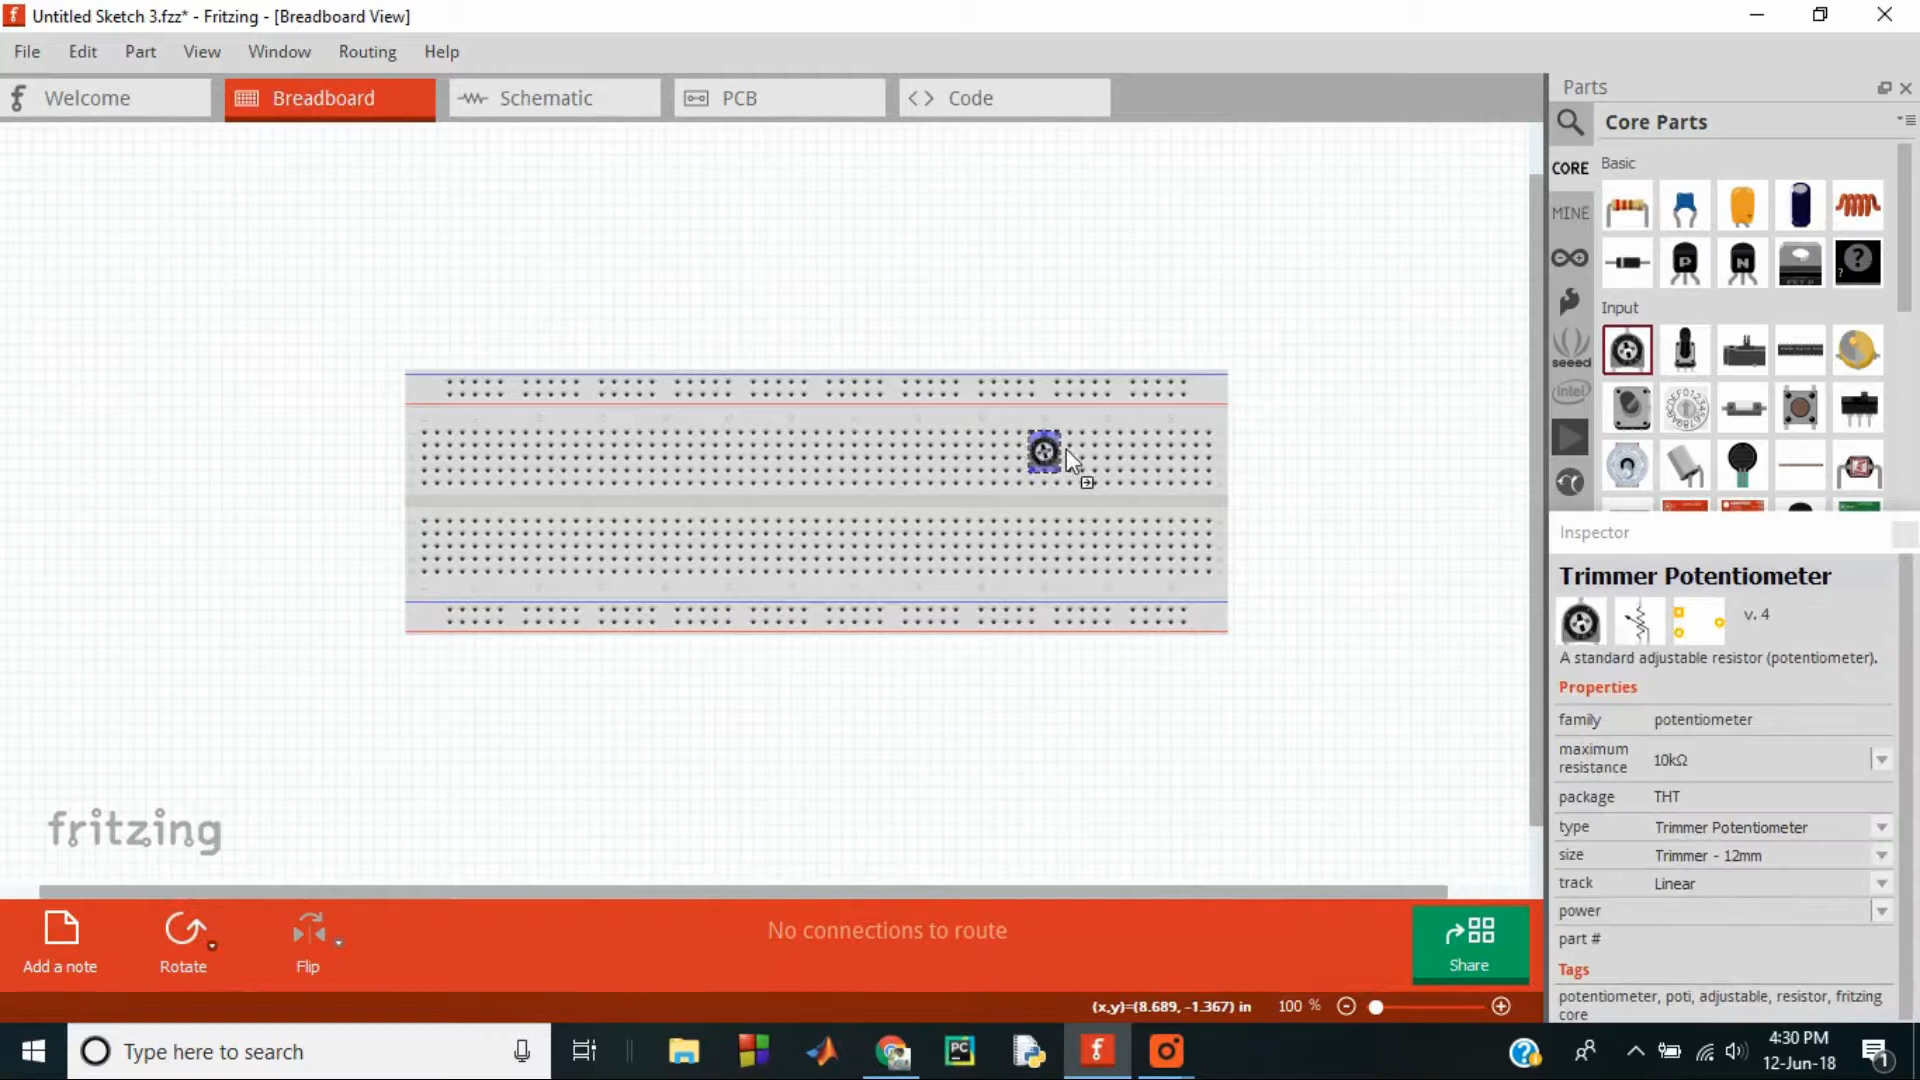 Untitled Sketch 3.fzz* - Fritzing - [Breadboard View]
File Edit Part View Window Routing Help
Welcome Breadboard Schematic PCB Code
Parts
Core Parts
CORE
Basic
MINE
Input
seeed
intel
Inspector
Trimmer Potentiometer
v. 4
A standard adjustable resistor (potentiometer).
Properties
family potentiometer
maximum resistance 10kΩ
package THT
type Trimmer Potentiometer
size Trimmer - 12mm
track Linear
power
part #
Tags
potentiometer, poti, adjustable, resistor, fritzing
core
fritzing
Add a note Rotate Flip
No connections to route
Share
(x,y)=(8.689, -1.367) in 100 %
Type here to search
4:30 PM
12-Jun-18